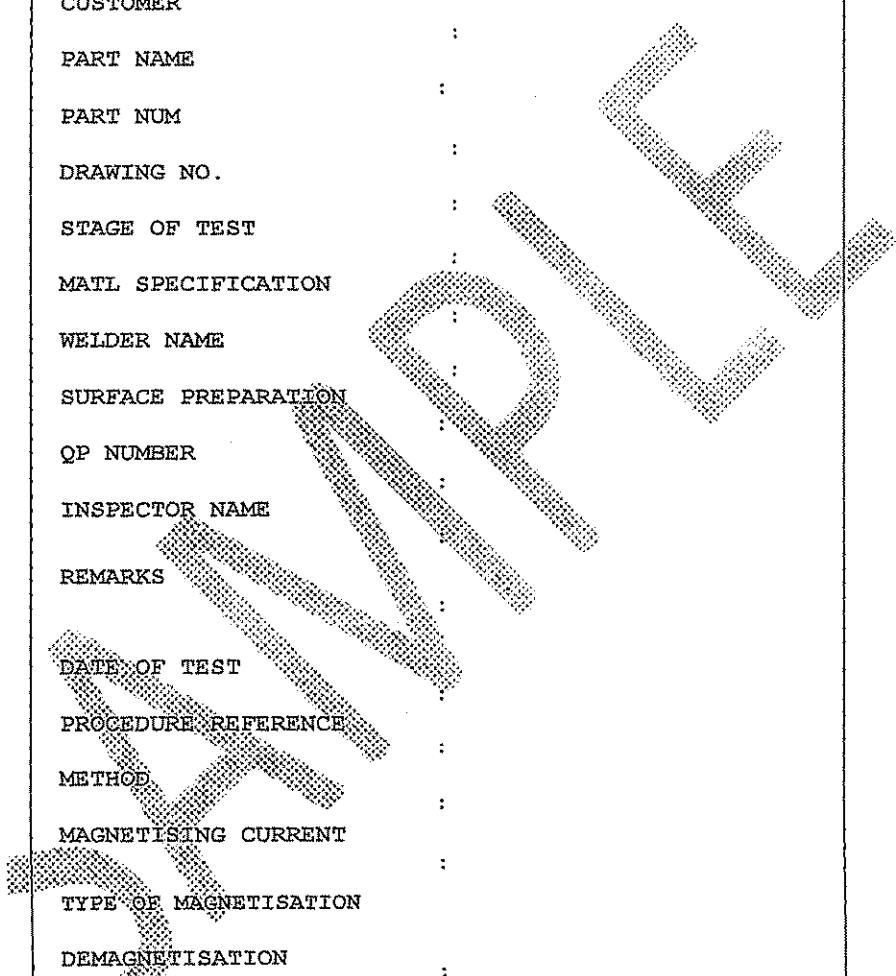 CUSTOMER
:
PART NAME
:
PART NUM
:
DRAWING NO.
:
STAGE OF TEST
:
MATL SPECIFICATION
:
WELDER NAME
:
SURFACE PREPARATION
:
QP NUMBER
:
INSPECTOR NAME
:
REMARKS
:
DATE OF TEST
:
PROCEDURE REFERENCE
:
METHOD
:
MAGNETISING CURRENT
:
TYPE OF MAGNETISATION
DEMAGNETISATION
:
SAMPLE